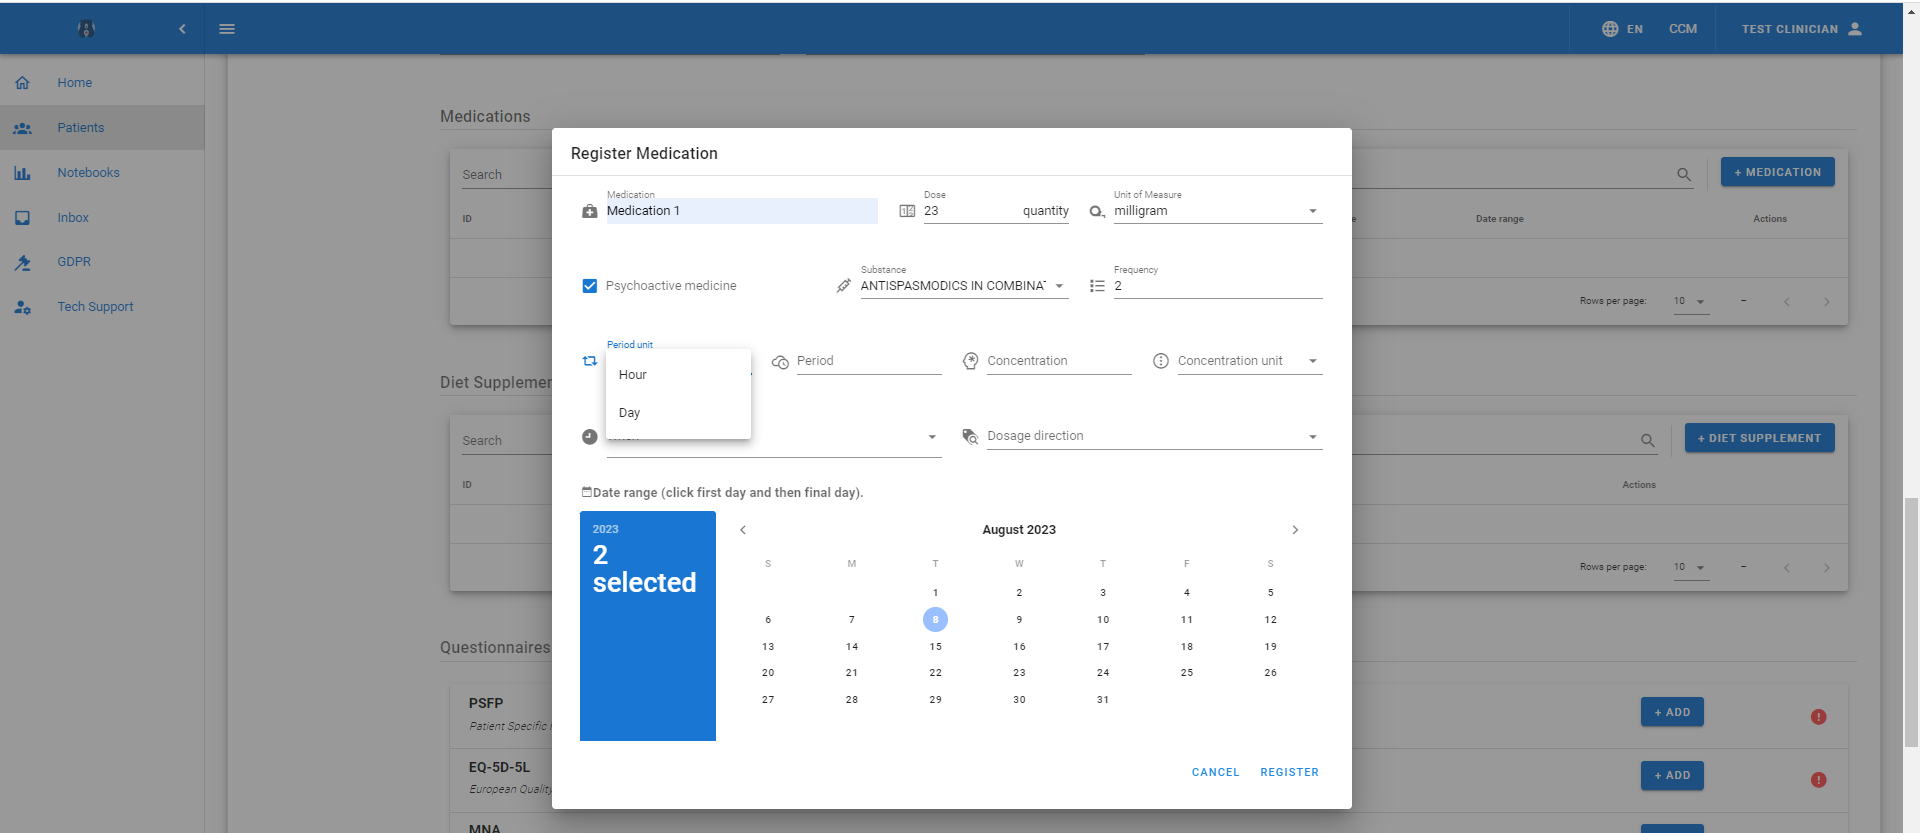 EN
CCM
TEST CLINICIAN
Home
Patients
Notebooks
Inbox
GDPR
Tech Support
Medications
Search
+ MEDICATION
ID
Date range
Actions
Rows per page:
10
–
Register Medication
Medication
Medication 1
Dose
23
quantity
Unit of Measure
milligram
Psychoactive medicine
Substance
ANTISPASMODICS IN COMBINAT
Frequency
2
Period unit
Hour
Day
Period
Concentration
Concentration unit
Dosage direction
Date range (click first day and then final day).
2023
2
selected
August 2023
S M T W T F S
1 2 3 4 5
6 7 8 9 10 11 12
13 14 15 16 17 18 19
20 21 22 23 24 25 26
27 28 29 30 31
CANCEL
REGISTER
Diet Supplemen
Search
+ DIET SUPPLEMENT
ID
Actions
Rows per page:
10
–
Questionnaires
PSFP
Patient Specific
+ ADD
EQ-5D-5L
European Quality
+ ADD
MNA